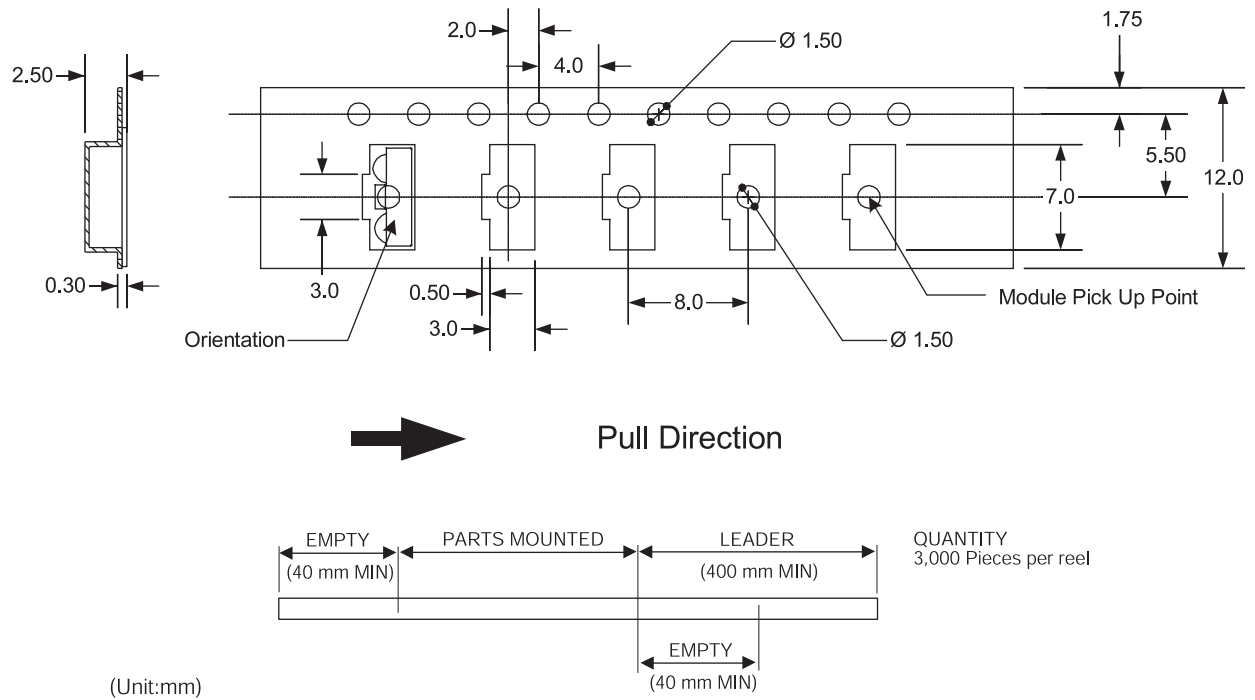 1.75
2.0
Ø 1.50
4.0
2.50
5.50
12.0
7.0
0.30
3.0
0.50
8.0
Module Pick Up Point
3.0
Orientation
Ø 1.50
Pull Direction
EMPTY
PARTS MOUNTED
LEADER
QUANTITY
(40 mm MIN)
(400 mm MIN)
3,000 Pieces per reel
EMPTY
(40 mm MIN)
(Unit:mm)